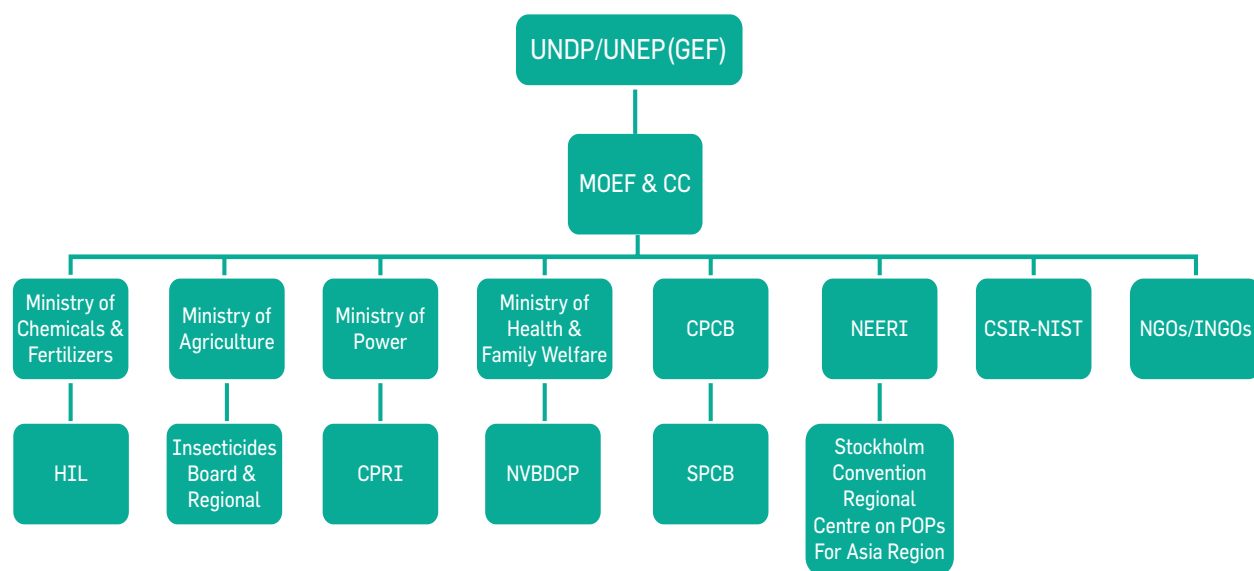 UNDP/UNEP(GEF)
MOEF & CC
Ministry of
Chemicals &
Fertilizers
Ministry of
Agriculture
Ministry of
Power
Ministry of
Health &
Family Welfare
CPCB
NEERI
CSIR-NIST
NGOs/INGOs
HIL
Insecticides
Board &
Regional
CPRI
NVBDCP
SPCB
Stockholm
Convention
Regional
Centre on POPs
For Asia Region